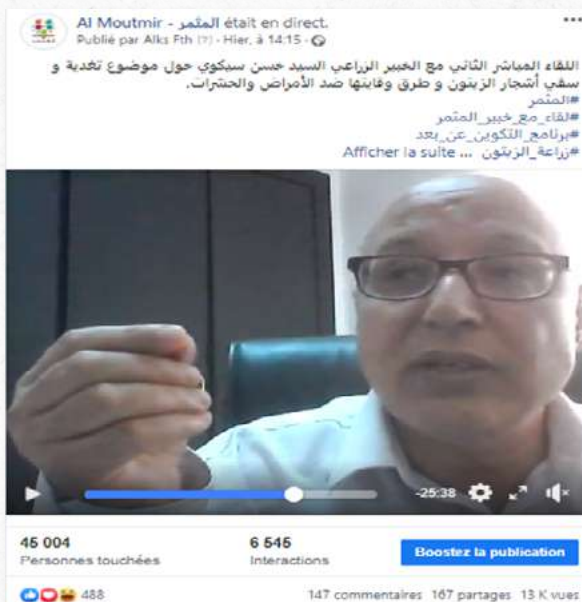 Al Moutmir - المثمر était en direct.
Publié par Alks Fth [?] · Hier, à 14:15 ·
اللقاء المباشر الثاني مع الخبير الزراعي السيد حسن سيكوي حول موضوع تغدية و
سقي أشجار الزيتون و طرق وقايتها ضد الأمراض والحشرات.
#المثمر
#لقاء_مع_خبير_المثمر
#برنامج_التكوين_عن_بعد
#زراعة_الزيتون ... Afficher la suite
-25:38
45 004 6 545 Boostez la publication
Personnes touchées Interactions
488 147 commentaires 167 partages 13 K vues